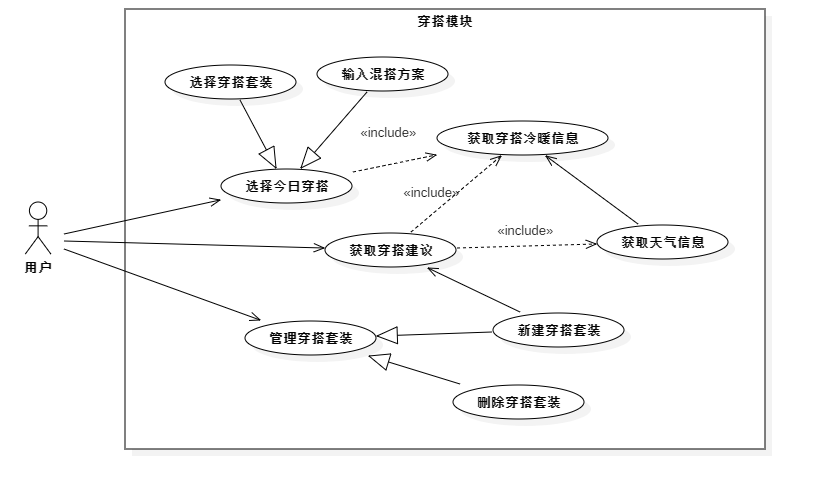 穿搭模块
选择穿搭套装
输入混搭方案
«include»
获取穿搭冷暖信息
选择今日穿搭
«include»
«include»
获取穿搭建议
获取天气信息
用户
管理穿搭套装
新建穿搭套装
删除穿搭套装